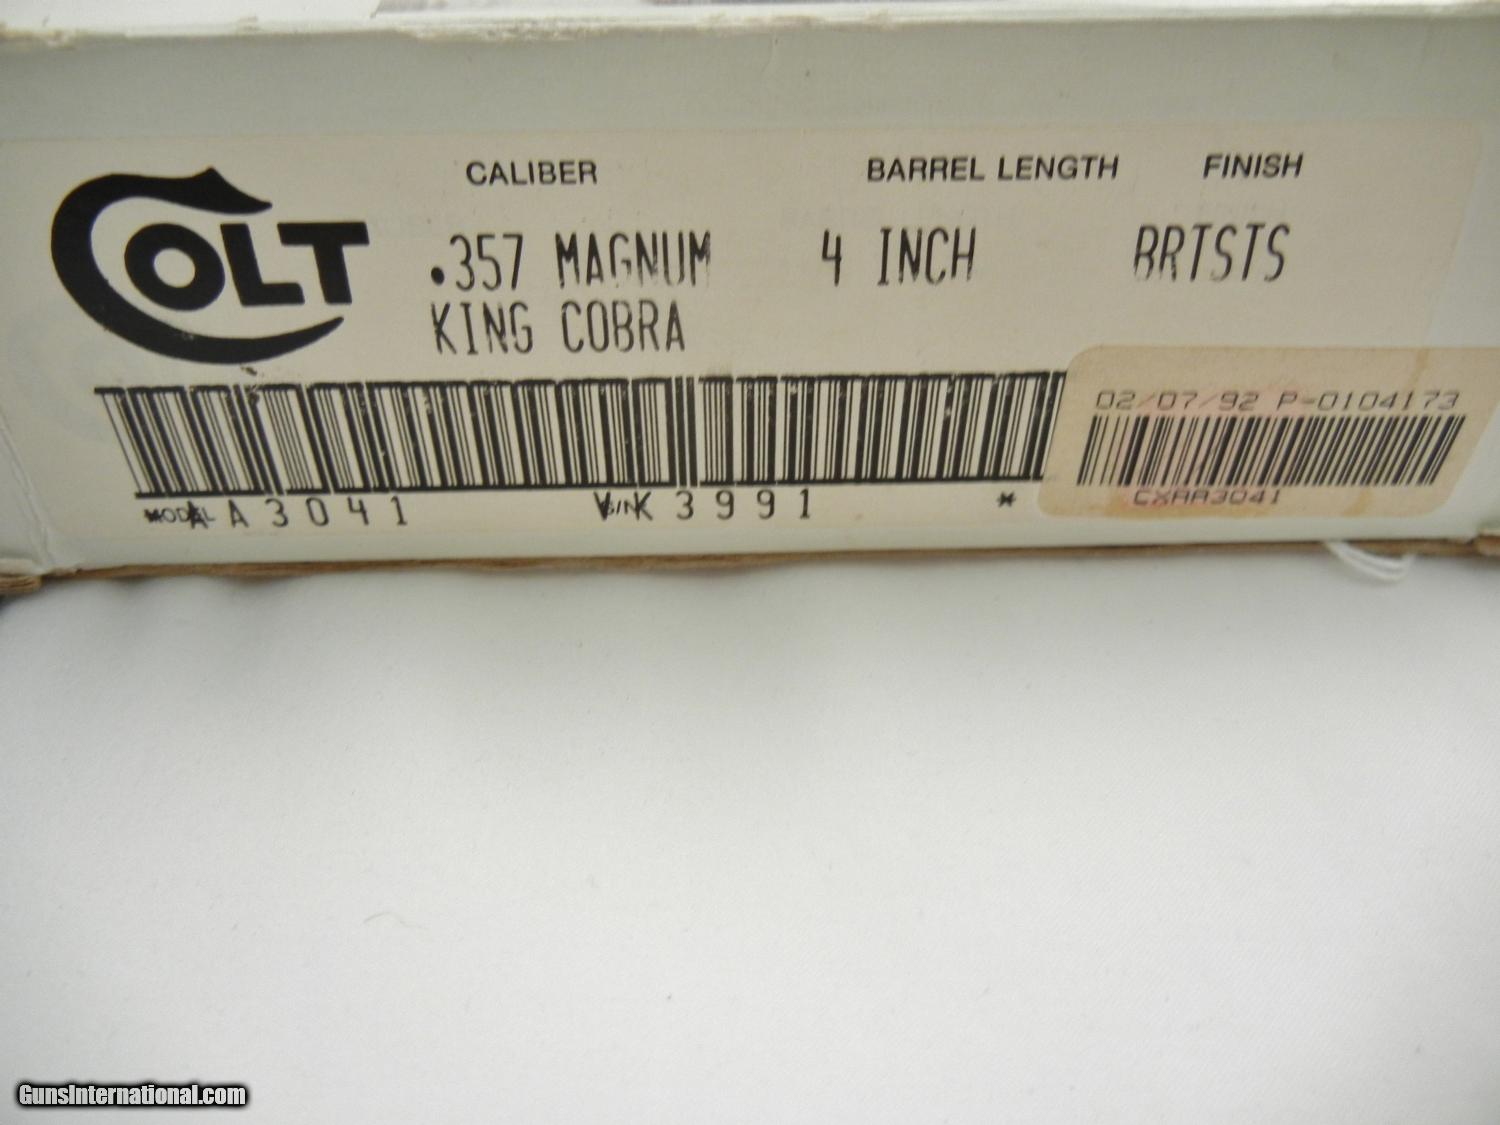 COLT
CALIBER BARREL LENGTH FINISH
.357 MAGNUM 4 INCH BRTSTS
KING COBRA
02/07/92 P-0104173
CXAA3041
MODEL A3041 K3991 *
GunsInternational.com